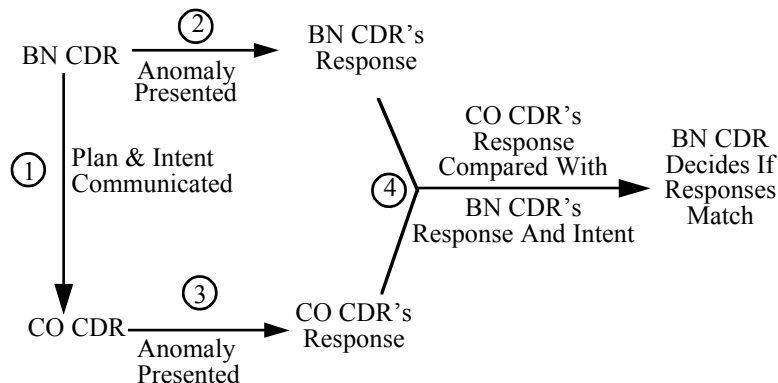 2
BN CDR
Anomaly
Presented
BN CDR's
Response
1
Plan & Intent
Communicated
4
CO CDR's
Response
Compared With
BN CDR's
Response And Intent
BN CDR
Decides If
Responses
Match
3
CO CDR
Anomaly
Presented
CO CDR's
Response